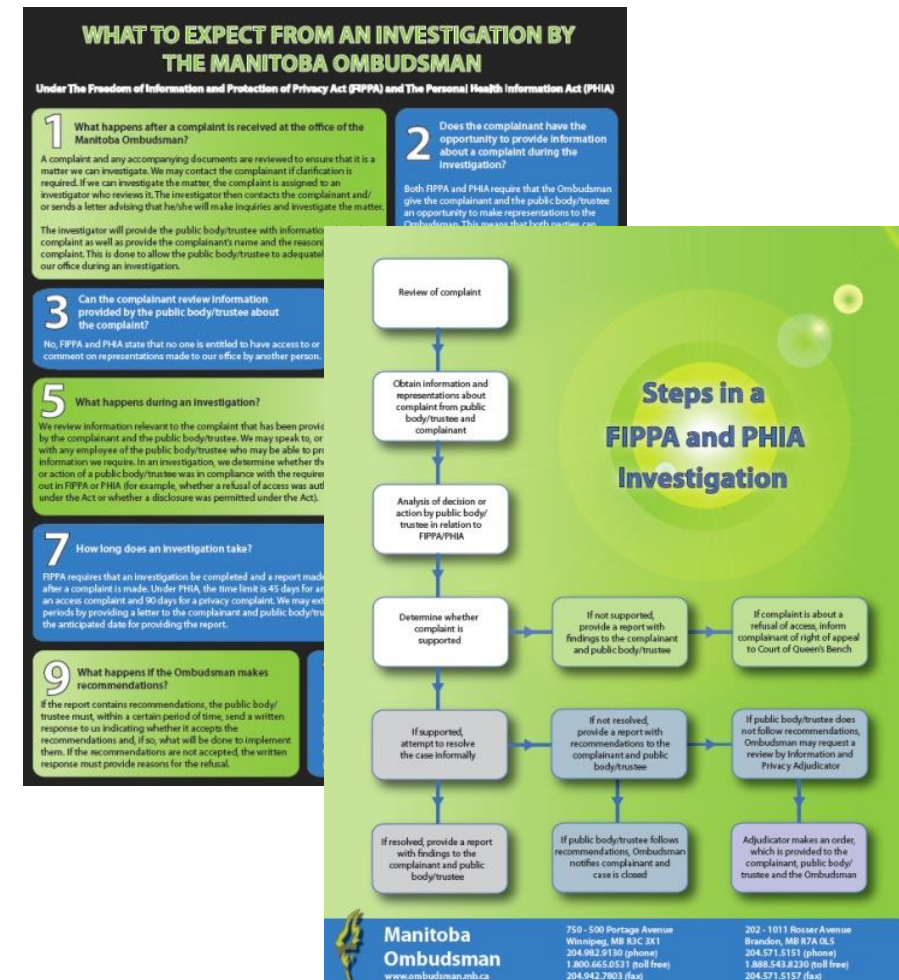 WHAT TO EXPECT FROM AN INVESTIGATION BY
THE MANITOBA OMBUDSMAN
Under The Freedom of Information and Protection of Privacy Act (FIPPA) and The Personal Health Information Act (PHIA)
1
What happens after a complaint is received at the office of the
Manitoba Ombudsman?
A complaint and any accompanying documents are reviewed to ensure that it is a
matter we can investigate. We may contact the complainant if clarification is
required. If we can investigate the matter, the complaint is assigned to an
investigator who reviews it. The investigator then contacts the complainant and/
or sends a letter advising that he/she will make inquiries and investigate the matter.
The investigator will provide the public body/trustee with information
complaint as well as provide the complainant's name and the reason
complaint. This is done to allow the public body/trustee to adequately
our office during an investigation.
2
Does the complainant have the
opportunity to provide information
about a complaint during the
investigation?
Both FIPPA and PHIA require that the Ombudsman
give the complainant and the public body/trustee
an opportunity to make representations to the
Ombudsman. This means that both parties can
3
Can the complainant review information
provided by the public body/trustee about
the complaint?
No, FIPPA and PHIA state that no one is entitled to have access to or
comment on representations made to our office by another person.
5
What happens during an investigation?
We review information relevant to the complaint that has been provid
by the complainant and the public body/trustee. We may speak to, or
with any employee of the public body/trustee who may be able to pro
information we require. In an investigation, we determine whether the
or action of a public body/trustee was in compliance with the require
out in FIPPA or PHIA (for example, whether a refusal of access was aut
under the Act or whether a disclosure was permitted under the Act).
7
How long does an investigation take?
FIPPA requires that an investigation be completed and a report made
after a complaint is made. Under PHIA, the time limit is 45 days for an
an access complaint and 90 days for a privacy complaint. We may ext
periods by providing a letter to the complainant and public body/tru
the anticipated date for providing the report.
9
What happens if the Ombudsman makes
recommendations?
If the report contains recommendations, the public body/
trustee must, within a certain period of time, send a written
response to us indicating whether it accepts the
recommendations and, if so, what will be done to implement
them. If the recommendations are not accepted, the written
response must provide reasons for the refusal.
Steps in a
FIPPA and PHIA
Investigation
Review of complaint
Obtain information and
representations about
complaint from public
body/trustee and
complainant
Analysis of decision or
action by public body/
trustee in relation to
FIPPA/PHIA
Determine whether
complaint is
supported
If not supported,
provide a report with
findings to the complainant
and public body/trustee
If complaint is about a
refusal of access, inform
complainant of right of appeal
to Court of Queen's Bench
If supported,
attempt to resolve
the case informally
If not resolved,
provide a report with
recommendations to the
complainant and public
body/trustee
If public body/trustee does
not follow recommendations,
Ombudsman may request a
review by Information and
Privacy Adjudicator
If resolved, provide a report
with findings to the
complainant and public
body/trustee
If public body/trustee follows
recommendations, Ombudsman
notifies complainant and
case is closed
Adjudicator makes an order,
which is provided to the
complainant, public body/
trustee and the Ombudsman
Manitoba
Ombudsman
www.ombudsman.mb.ca
750 - 500 Portage Avenue
Winnipeg, MB R3C 3X1
204.982.9130 (phone)
1.800.665.0531 (toll free)
204.942.7803 (fax)
202 - 1011 Rosser Avenue
Brandon, MB R7A 0L5
204.571.5151 (phone)
1.888.543.8230 (toll free)
204.571.5157 (fax)